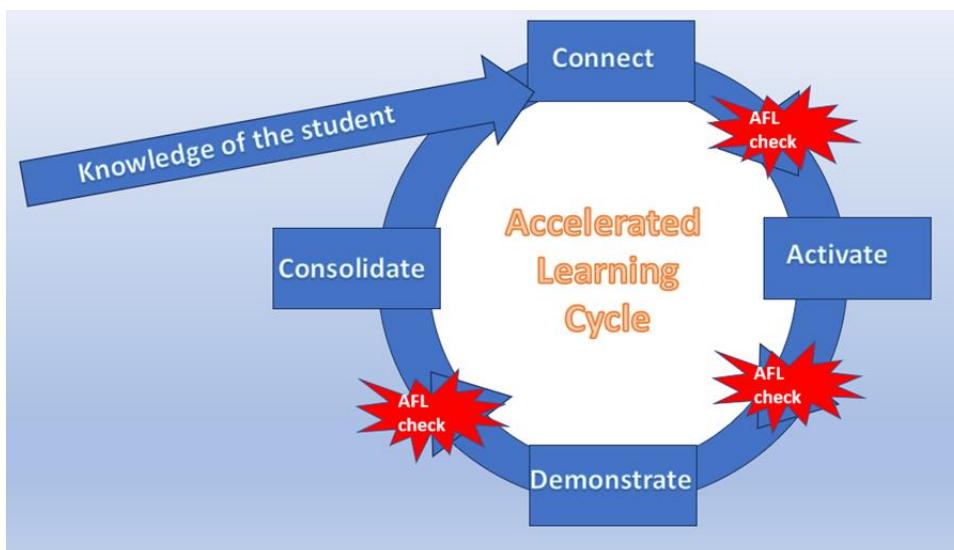 Connect
Knowledge of the student
AFL
check
Accelerated
Learning
Cycle
Consolidate
Activate
AFL
check
AFL
check
Demonstrate